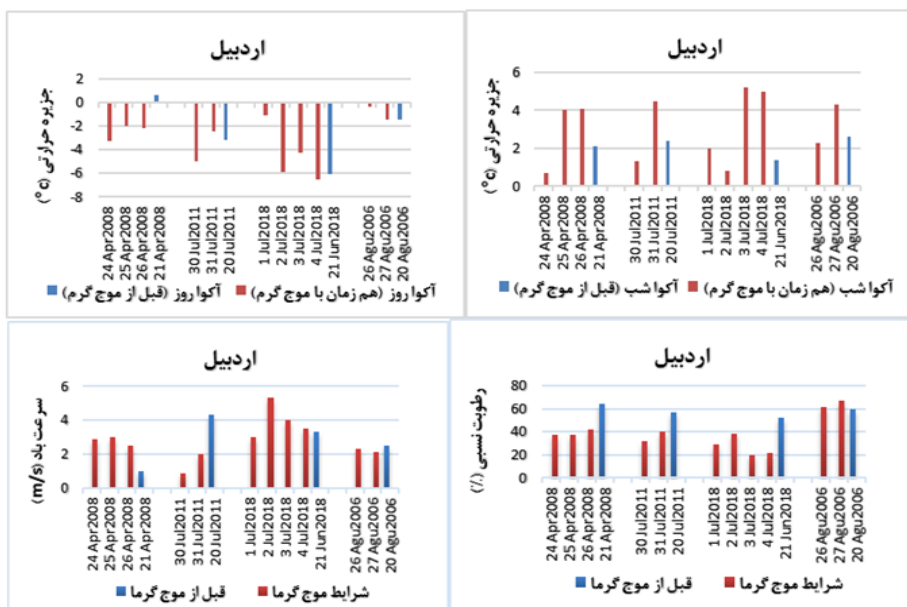 اردبیل
جزیره حرارتی (°c)
2
0
-2
-4
-6
-8
24 Apr2008
25 Apr2008
26 Apr2008
21 Apr2008
30 Jul2011
31 Jul2011
20 Jul2011
1 Jul2018
2 Jul2018
3 Jul2018
4 Jul2018
21 Jun2018
26 Agu2006
27 Agu2006
20 Agu2006
آکوا روز (هم زمان با موج گرم)
آکوا روز (قبل از موج گرم)
اردبیل
جزیره حرارتی (°c)
6
4
2
0
24 Apr2008
25 Apr2008
26 Apr2008
21 Apr2008
30 Jul2011
31 Jul2011
20 Jul2011
1 Jul2018
2 Jul2018
3 Jul2018
4 Jul2018
21 Jun2018
26 Agu2006
27 Agu2006
20 Agu2006
آکوا شب (هم زمان با موج گرم)
آکوا شب (قبل از موج گرم)
اردبیل
سرعت باد (m/s)
6
4
2
0
24 Apr2008
25 Apr2008
26 Apr2008
21 Apr2008
30 Jul2011
31 Jul2011
20 Jul2011
1 Jul2018
2 Jul2018
3 Jul2018
4 Jul2018
21 Jun2018
26 Agu2006
27 Agu2006
20 Agu2006
شرایط موج گرما
قبل از موج گرما
اردبیل
رطوبت نسبی (٪)
80
60
40
20
0
24 Apr2008
25 Apr2008
26 Apr2008
21 Apr2008
30 Jul2011
31 Jul2011
20 Jul2011
1 Jul2018
2 Jul2018
3 Jul2018
4 Jul2018
21 Jun2018
26 Agu2006
27 Agu2006
20 Agu2006
شرایط موج گرما
قبل از موج گرما